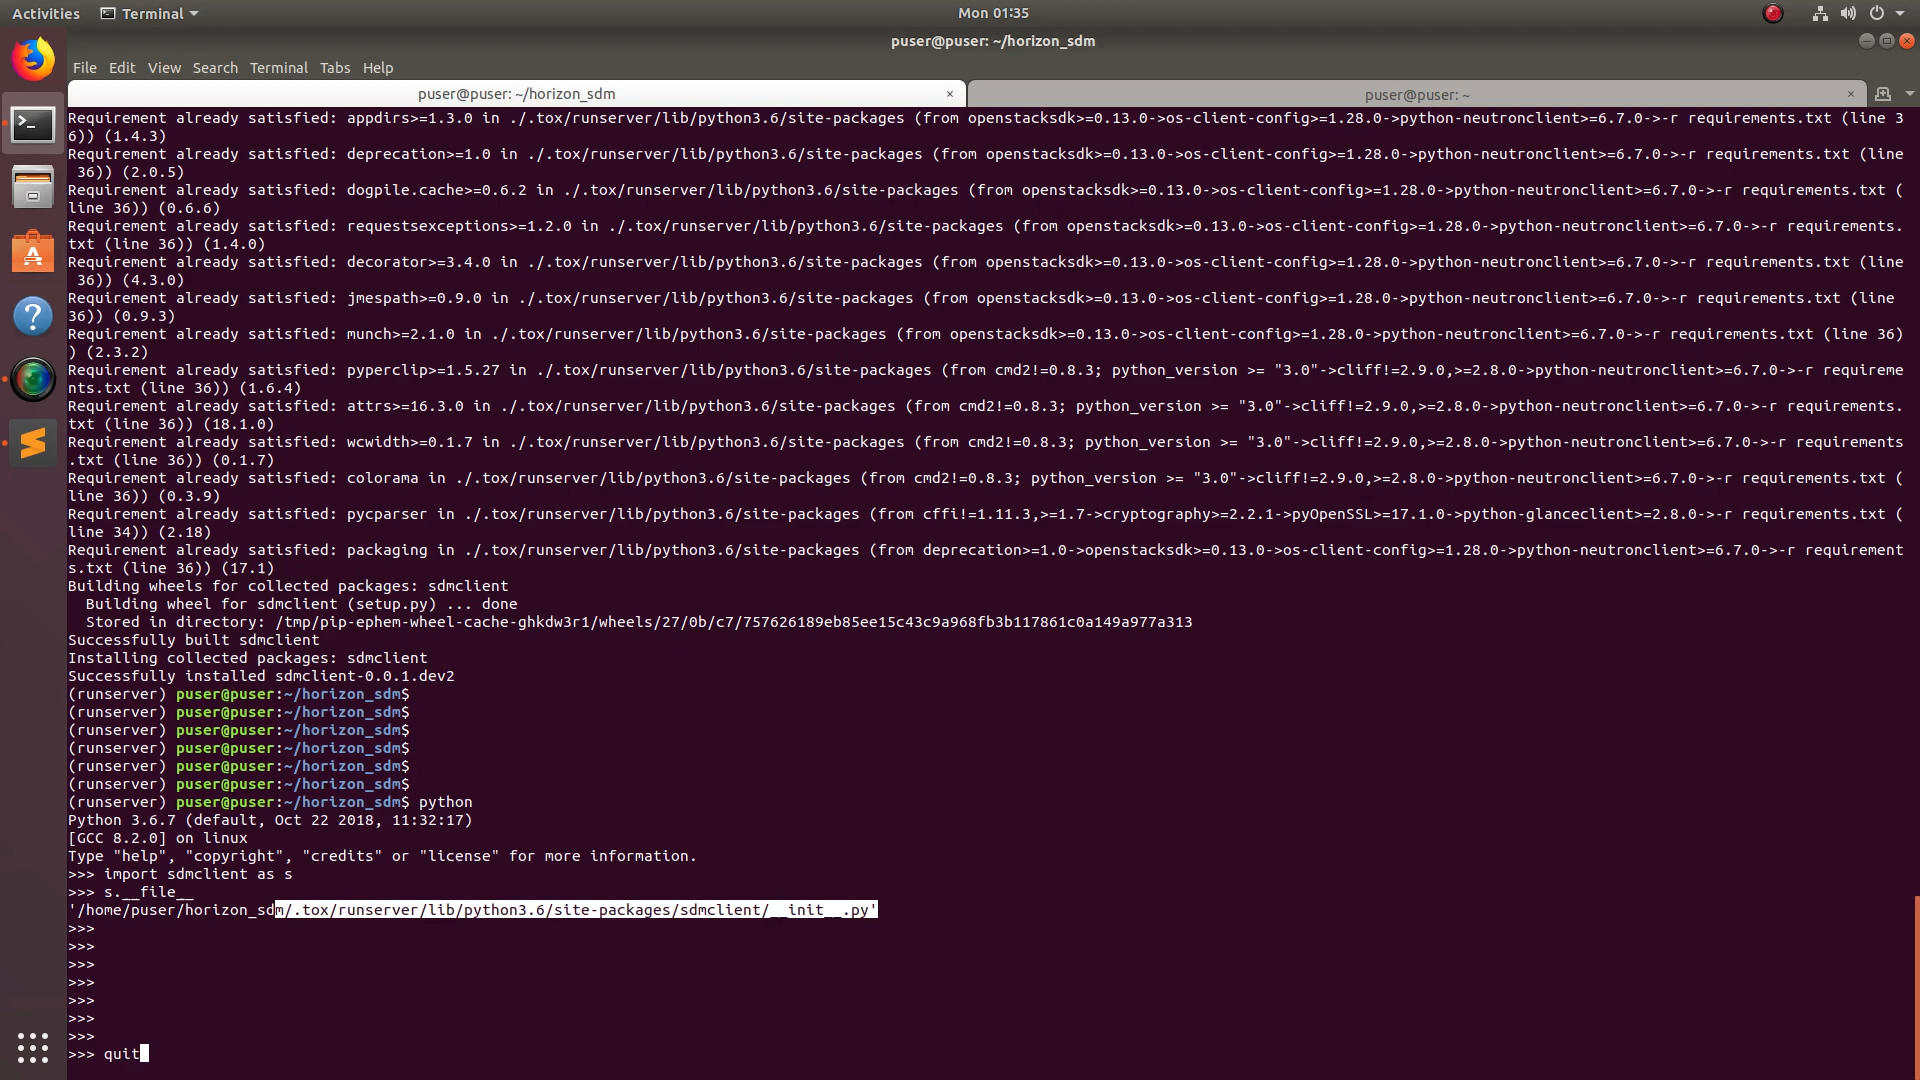 Activities
Terminal
Mon 01:35
puser@puser: ~/horizon_sdm
File Edit View Search Terminal Tabs Help
puser@puser: ~/horizon_sdm
puser@puser: ~
Requirement already satisfied: appdirs>=1.3.0 in ./.tox/runserver/lib/python3.6/site-packages (from openstacksdk>=0.13.0->os-client-config>=1.28.0->python-neutronclient>=6.7.0->-r requirements.txt (line 3
6)) (1.4.3)
Requirement already satisfied: deprecation>=1.0 in ./.tox/runserver/lib/python3.6/site-packages (from openstacksdk>=0.13.0->os-client-config>=1.28.0->python-neutronclient>=6.7.0->-r requirements.txt (line
 36)) (2.0.5)
Requirement already satisfied: dogpile.cache>=0.6.2 in ./.tox/runserver/lib/python3.6/site-packages (from openstacksdk>=0.13.0->os-client-config>=1.28.0->python-neutronclient>=6.7.0->-r requirements.txt (
line 36)) (0.6.6)
Requirement already satisfied: requestsexceptions>=1.2.0 in ./.tox/runserver/lib/python3.6/site-packages (from openstacksdk>=0.13.0->os-client-config>=1.28.0->python-neutronclient>=6.7.0->-r requirements.
txt (line 36)) (1.4.0)
Requirement already satisfied: decorator>=3.4.0 in ./.tox/runserver/lib/python3.6/site-packages (from openstacksdk>=0.13.0->os-client-config>=1.28.0->python-neutronclient>=6.7.0->-r requirements.txt (line
 36)) (4.3.0)
Requirement already satisfied: jmespath>=0.9.0 in ./.tox/runserver/lib/python3.6/site-packages (from openstacksdk>=0.13.0->os-client-config>=1.28.0->python-neutronclient>=6.7.0->-r requirements.txt (line
36)) (0.9.3)
Requirement already satisfied: munch>=2.1.0 in ./.tox/runserver/lib/python3.6/site-packages (from openstacksdk>=0.13.0->os-client-config>=1.28.0->python-neutronclient>=6.7.0->-r requirements.txt (line 36)
) (2.3.2)
Requirement already satisfied: pyperclip>=1.5.27 in ./.tox/runserver/lib/python3.6/site-packages (from cmd2!=0.8.3; python_version >= "3.0"->cliff!=2.9.0,>=2.8.0->python-neutronclient>=6.7.0->-r requireme
nts.txt (line 36)) (1.6.4)
Requirement already satisfied: attrs>=16.3.0 in ./.tox/runserver/lib/python3.6/site-packages (from cmd2!=0.8.3; python_version >= "3.0"->cliff!=2.9.0,>=2.8.0->python-neutronclient>=6.7.0->-r requirements.
txt (line 36)) (18.1.0)
Requirement already satisfied: wcwidth>=0.1.7 in ./.tox/runserver/lib/python3.6/site-packages (from cmd2!=0.8.3; python_version >= "3.0"->cliff!=2.9.0,>=2.8.0->python-neutronclient>=6.7.0->-r requirements
.txt (line 36)) (0.1.7)
Requirement already satisfied: colorama in ./.tox/runserver/lib/python3.6/site-packages (from cmd2!=0.8.3; python_version >= "3.0"->cliff!=2.9.0,>=2.8.0->python-neutronclient>=6.7.0->-r requirements.txt (
line 36)) (0.3.9)
Requirement already satisfied: pycparser in ./.tox/runserver/lib/python3.6/site-packages (from cffi!=1.11.3,>=1.7->cryptography>=2.2.1->pyOpenSSL>=17.1.0->python-glanceclient>=2.8.0->-r requirements.txt (
line 34)) (2.18)
Requirement already satisfied: packaging in ./.tox/runserver/lib/python3.6/site-packages (from deprecation>=1.0->openstacksdk>=0.13.0->os-client-config>=1.28.0->python-neutronclient>=6.7.0->-r requirement
s.txt (line 36)) (17.1)
Building wheels for collected packages: sdmclient
  Building wheel for sdmclient (setup.py) ... done
  Stored in directory: /tmp/pip-ephem-wheel-cache-ghkdw3r1/wheels/27/0b/c7/757626189eb85ee15c43c9a968fb3b117861c0a149a977a313
Successfully built sdmclient
Installing collected packages: sdmclient
Successfully installed sdmclient-0.0.1.dev2
(runserver) puser@puser:~/horizon_sdm$
(runserver) puser@puser:~/horizon_sdm$
(runserver) puser@puser:~/horizon_sdm$
(runserver) puser@puser:~/horizon_sdm$
(runserver) puser@puser:~/horizon_sdm$
(runserver) puser@puser:~/horizon_sdm$
(runserver) puser@puser:~/horizon_sdm$ python
Python 3.6.7 (default, Oct 22 2018, 11:32:17)
[GCC 8.2.0] on linux
Type "help", "copyright", "credits" or "license" for more information.
>>> import sdmclient as s
>>> s.__file__
'/home/puser/horizon_sdm/.tox/runserver/lib/python3.6/site-packages/sdmclient/__init__.py'
>>>
>>>
>>>
>>>
>>>
>>>
>>>
>>> quit